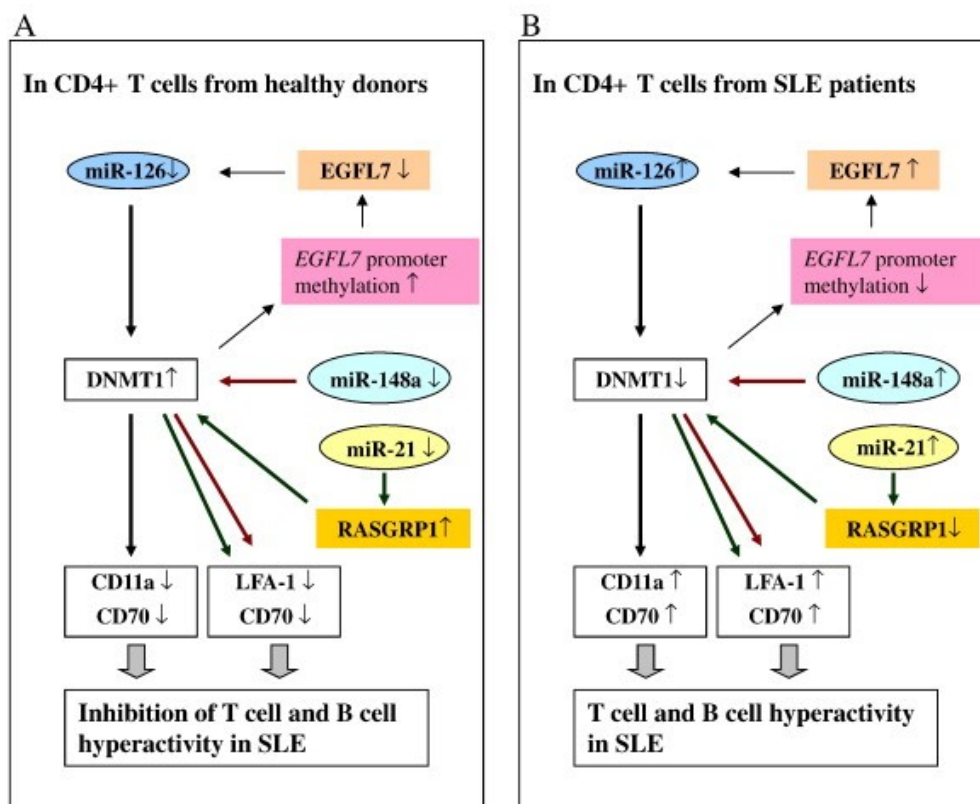 A
In CD4+ T cells from healthy donors
miR-126↓
EGFL7 ↓
EGFL7 promoter
methylation ↑
DNMT1↑
miR-148a ↓
miR-21 ↓
RASGRP1↑
CD11a ↓
CD70 ↓
LFA-1 ↓
CD70 ↓
Inhibition of T cell and B cell
hyperactivity in SLE
B
In CD4+ T cells from SLE patients
miR-126↑
EGFL7 ↑
EGFL7 promoter
methylation ↓
DNMT1↓
miR-148a↑
miR-21↑
RASGRP1↓
CD11a ↑
CD70 ↑
LFA-1 ↑
CD70 ↑
T cell and B cell hyperactivity
in SLE